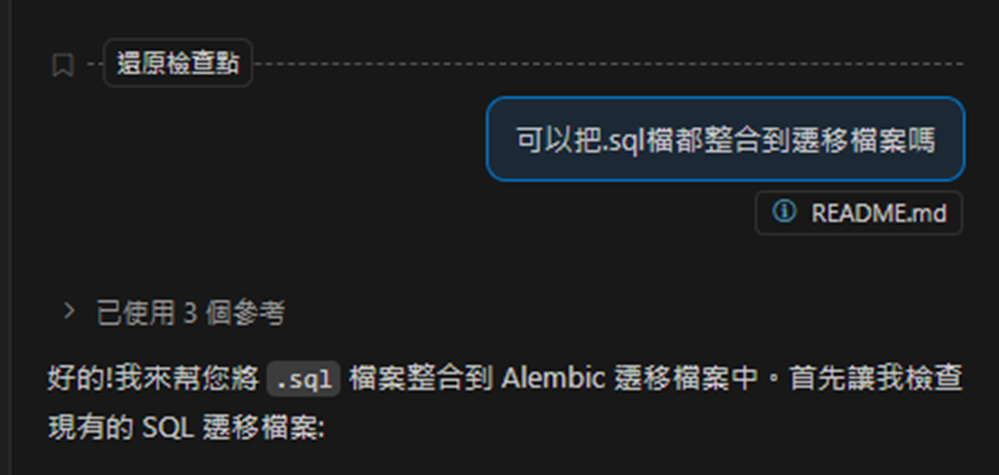 還原檢查點
可以把.sql檔都整合到遷移檔案嗎
README.md
已使用 3 個參考
好的!我來幫您將 .sql 檔案整合到 Alembic 遷移檔案中。首先讓我檢查
現有的 SQL 遷移檔案: